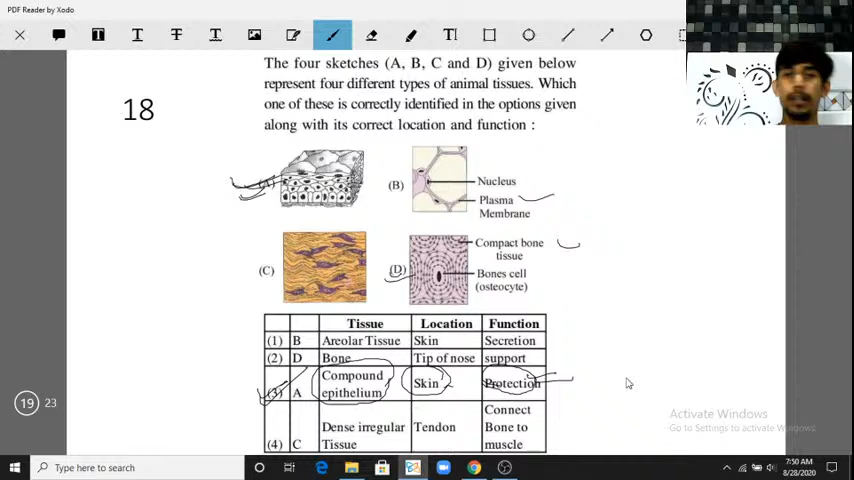 PDF Reader by Xodo
18
The four sketches (A, B, C and D) given below
represent four different types of animal tissues. Which
one of these is correctly identified in the options given
along with its correct location and function :
(B)
Nucleus
Plasma
Membrane
(C)
(D)
Compact bone
tissue
Bones cell
(osteocyte)
Tissue Location Function
(1) B Areolar Tissue Skin Secretion
(2) D Bone Tip of nose support
(3) A Compound epithelium Skin Protection
(4) C Dense irregular Tissue Tendon Connect Bone to muscle
19 23
Activate Windows
Go to Settings to activate Windows.
Type here to search
7:50 AM
8/28/2020